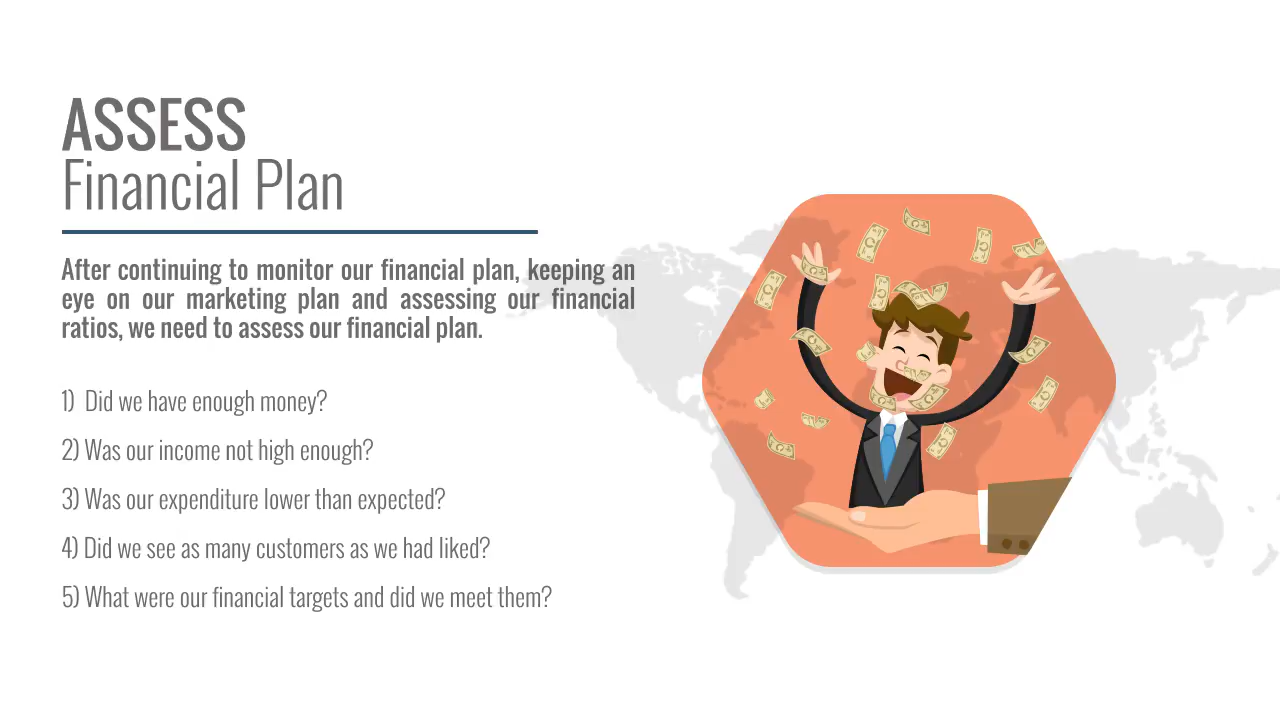 ASSESS
Financial Plan
After continuing to monitor our financial plan, keeping an
eye on our marketing plan and assessing our financial
ratios, we need to assess our financial plan.
1) Did we have enough money?
2) Was our income not high enough?
3) Was our expenditure lower than expected?
4) Did we see as many customers as we had liked?
5) What were our financial targets and did we meet them?